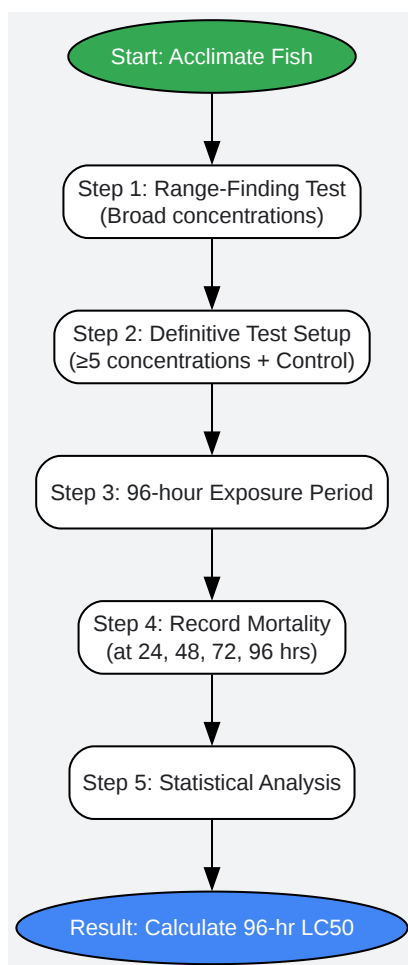 Start: Acclimate Fish
Step 1: Range-Finding Test
(Broad concentrations)
Step 2: Definitive Test Setup
(≥5 concentrations + Control)
Step 3: 96-hour Exposure Period
Step 4: Record Mortality
(at 24, 48, 72, 96 hrs)
Step 5: Statistical Analysis
Result: Calculate 96-hr LC50